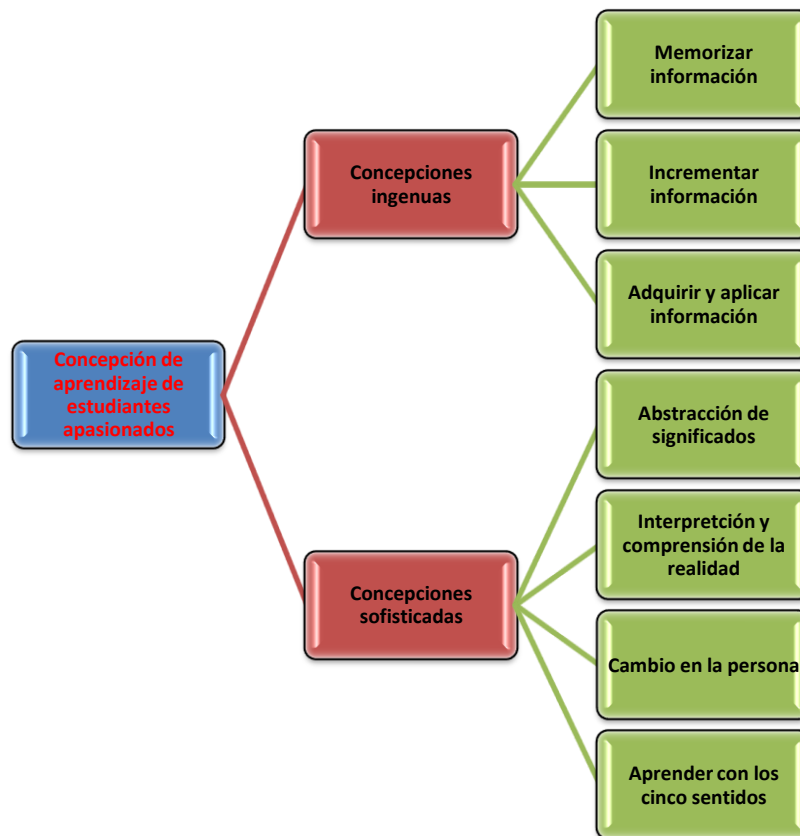 Concepción de
aprendizaje de
estudiantes
apasionados
Concepciones
ingenuas
Memorizar
información
Incrementar
información
Adquirir y aplicar
información
Concepciones
sofisticadas
Abstracción de
significados
Interpretción y
comprensión de la
realidad
Cambio en la persona
Aprender con los
cinco sentidos